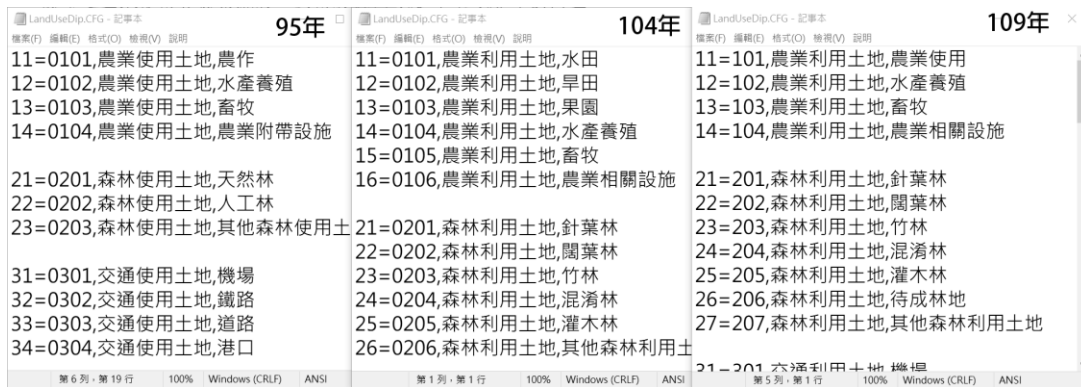 LandUseDip.CFG - 記事本
95年
檔案(F) 編輯(E) 格式(O) 檢視(V) 說明
11=0101,農業使用土地,農作
12=0102,農業使用土地,水產養殖
13=0103,農業使用土地,畜牧
14=0104,農業使用土地,農業附帶設施
21=0201,森林使用土地,天然林
22=0202,森林使用土地,人工林
23=0203,森林使用土地,其他森林使用土
31=0301,交通使用土地,機場
32=0302,交通使用土地,鐵路
33=0303,交通使用土地,道路
34=0304,交通使用土地,港口
第 6 列,第 19 行 100% Windows (CRLF) ANSI
LandUseDip.CFG - 記事本
104年
檔案(F) 編輯(E) 格式(O) 檢視(V) 說明
11=0101,農業利用土地,水田
12=0102,農業利用土地,旱田
13=0103,農業利用土地,果園
14=0104,農業利用土地,水產養殖
15=0105,農業利用土地,畜牧
16=0106,農業利用土地,農業相關設施
21=0201,森林利用土地,針葉林
22=0202,森林利用土地,闊葉林
23=0203,森林利用土地,竹林
24=0204,森林利用土地,混淆林
25=0205,森林利用土地,灌木林
26=0206,森林利用土地,其他森林利用土
第 1 列,第 1 行 100% Windows (CRLF) ANSI
LandUseDip.CFG - 記事本
109年
檔案(F) 編輯(E) 格式(O) 檢視(V) 說明
11=101,農業利用土地,農業使用
12=102,農業利用土地,水產養殖
13=103,農業利用土地,畜牧
14=104,農業利用土地,農業相關設施
21=201,森林利用土地,針葉林
22=202,森林利用土地,闊葉林
23=203,森林利用土地,竹林
24=204,森林利用土地,混淆林
25=205,森林利用土地,灌木林
26=206,森林利用土地,待成林地
27=207,森林利用土地,其他森林利用土地
31=301,交通利用土地,機場
第 5 列,第 1 行 100% Windows (CRLF) ANSI